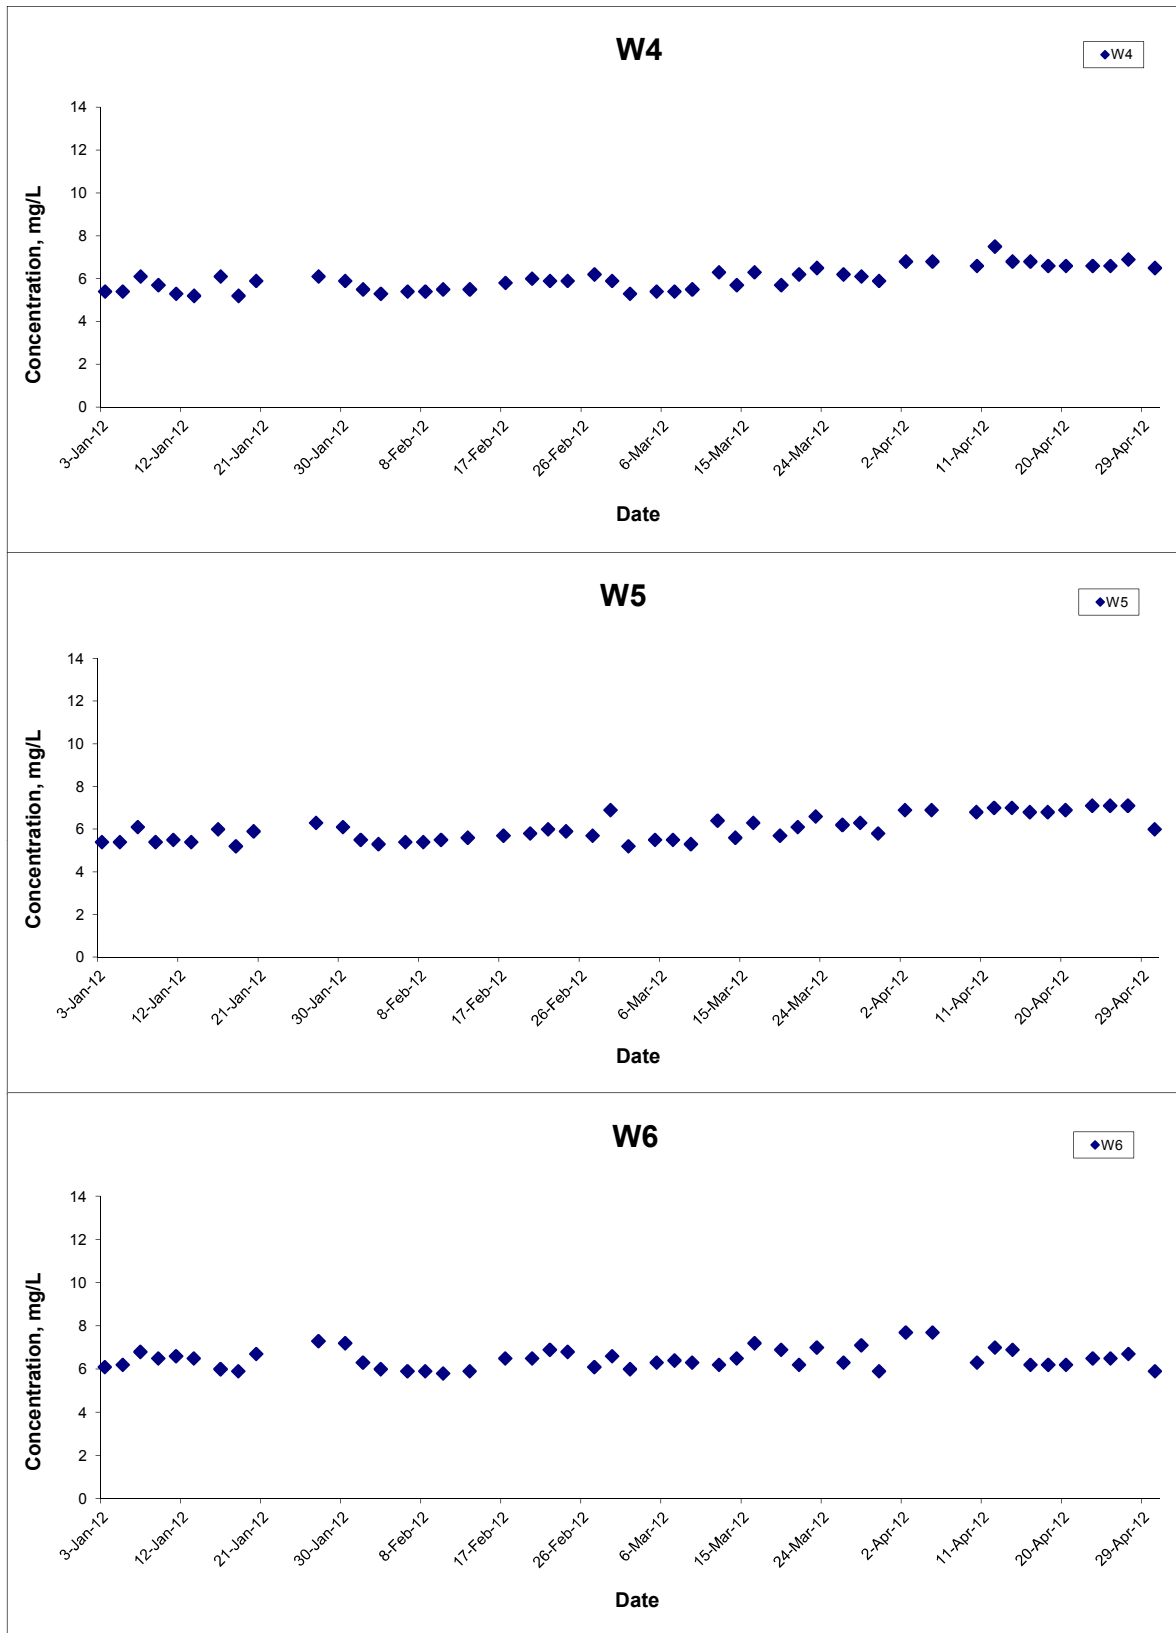 W4
W4
14
12
10
8
6
4
2
0
Concentration, mg/L
3-Jan-12 12-Jan-12 21-Jan-12 30-Jan-12 8-Feb-12 17-Feb-12 26-Feb-12 6-Mar-12 15-Mar-12 24-Mar-12 2-Apr-12 11-Apr-12 20-Apr-12 29-Apr-12
Date
W5
W5
14
12
10
8
6
4
2
0
Concentration, mg/L
3-Jan-12 12-Jan-12 21-Jan-12 30-Jan-12 8-Feb-12 17-Feb-12 26-Feb-12 6-Mar-12 15-Mar-12 24-Mar-12 2-Apr-12 11-Apr-12 20-Apr-12 29-Apr-12
Date
W6
W6
14
12
10
8
6
4
2
0
Concentration, mg/L
3-Jan-12 12-Jan-12 21-Jan-12 30-Jan-12 8-Feb-12 17-Feb-12 26-Feb-12 6-Mar-12 15-Mar-12 24-Mar-12 2-Apr-12 11-Apr-12 20-Apr-12 29-Apr-12
Date